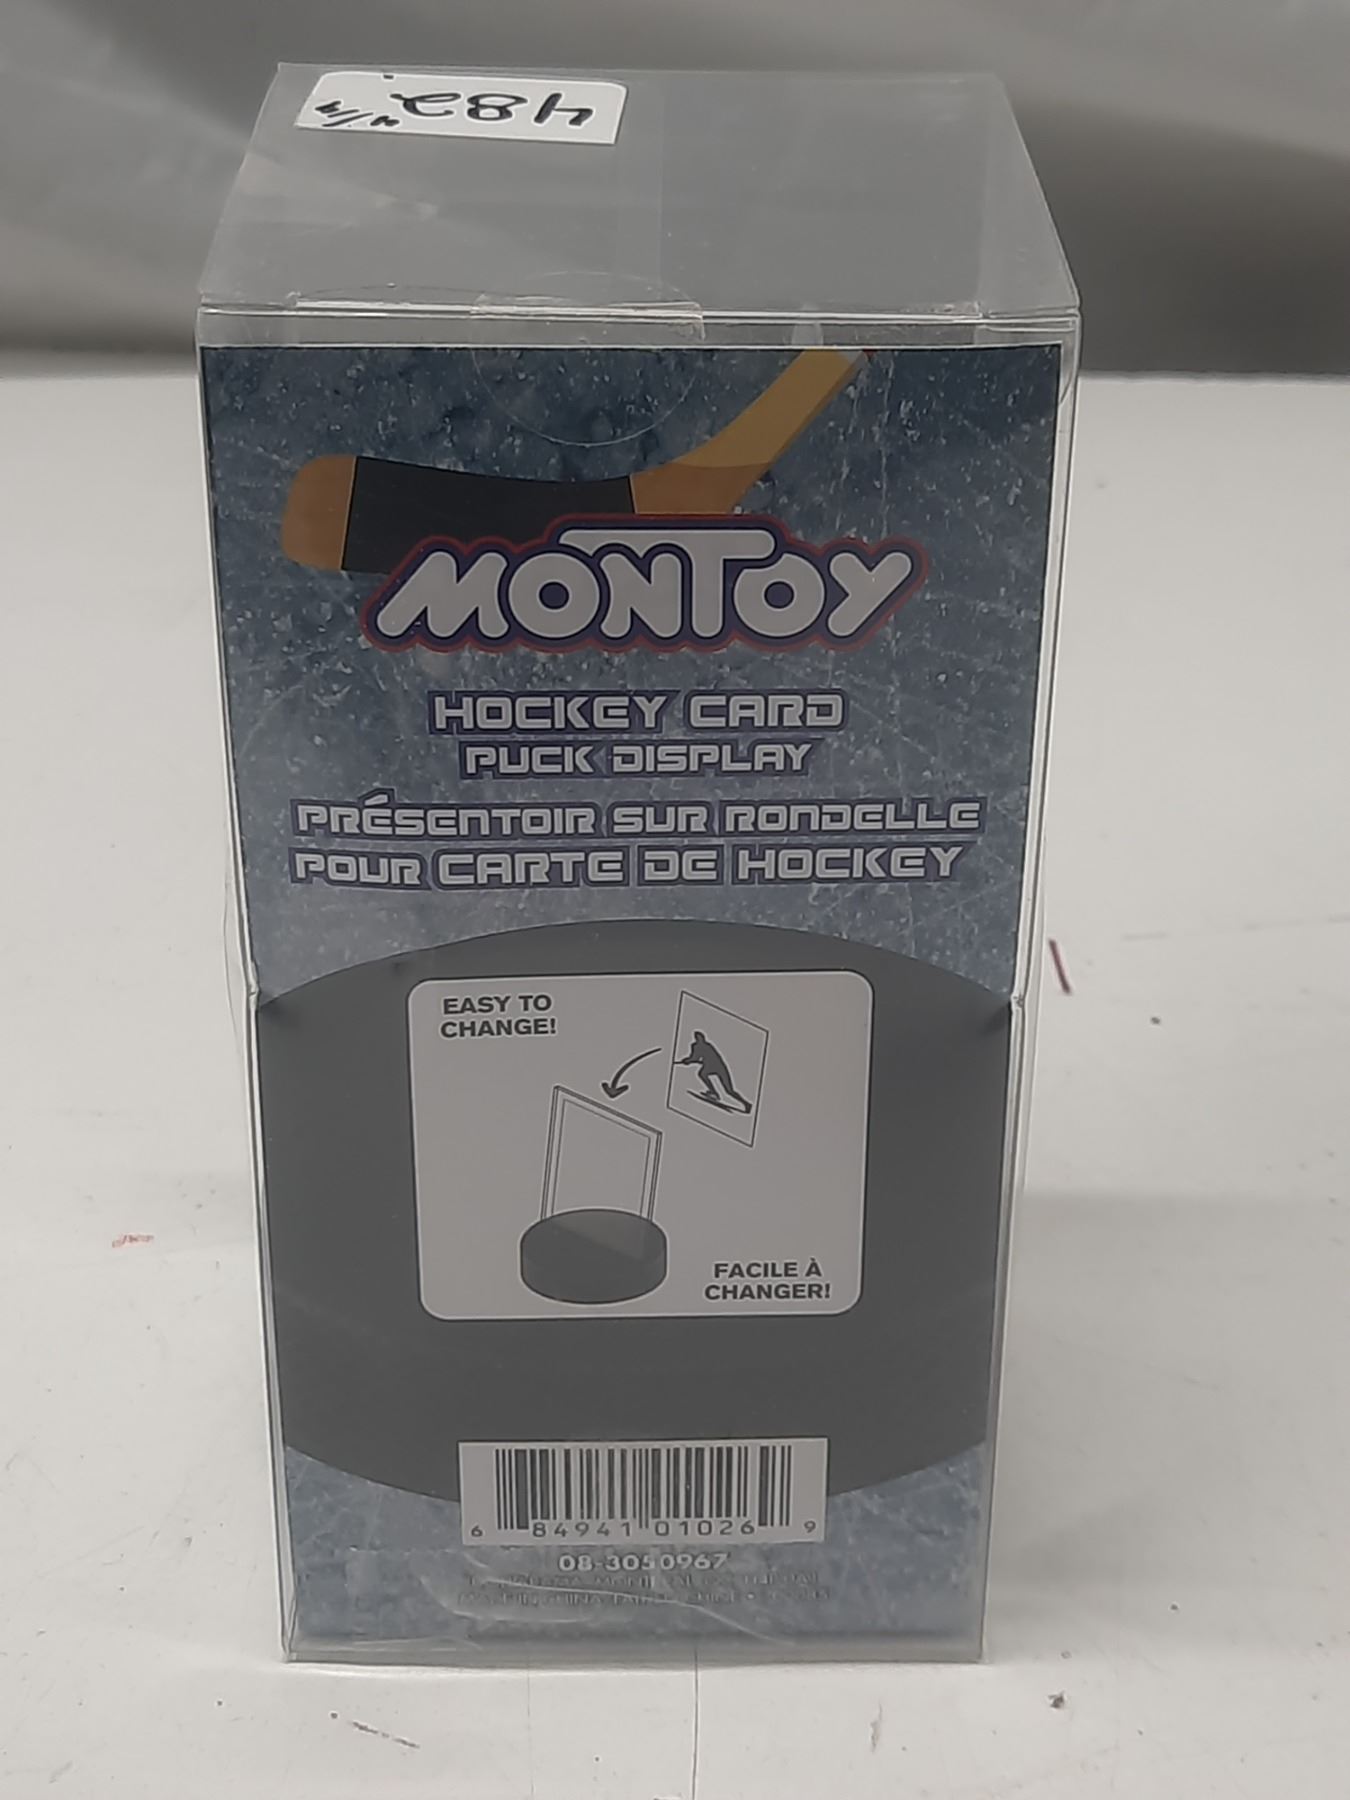 482
MONTOY
HOCKEY CARD
PUCK DISPLAY
PRÉSENTOIR SUR RONDELLE
POUR CARTE DE HOCKEY
EASY TO
CHANGE!
FACILE À
CHANGER!
6 84941 01026 9
08-3050967